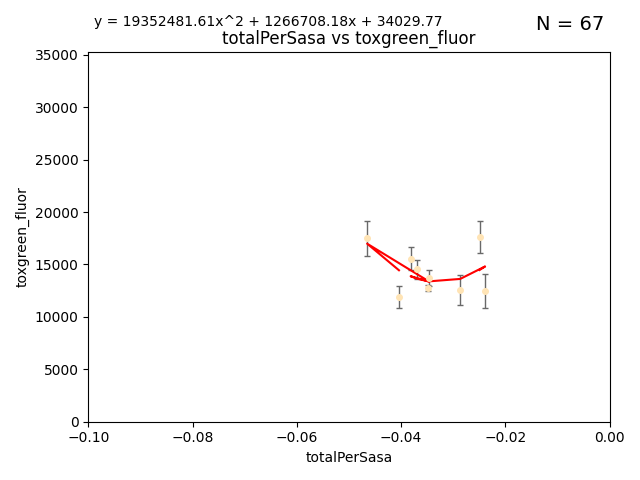 y = 19352481.61x^2 + 1266708.18x + 34029.77
N = 67
totalPerSasa vs toxgreen_fluor
35000
30000
25000
20000
15000
10000
5000
0
toxgreen_fluor
−0.10
−0.08
−0.06
−0.04
−0.02
0.00
totalPerSasa